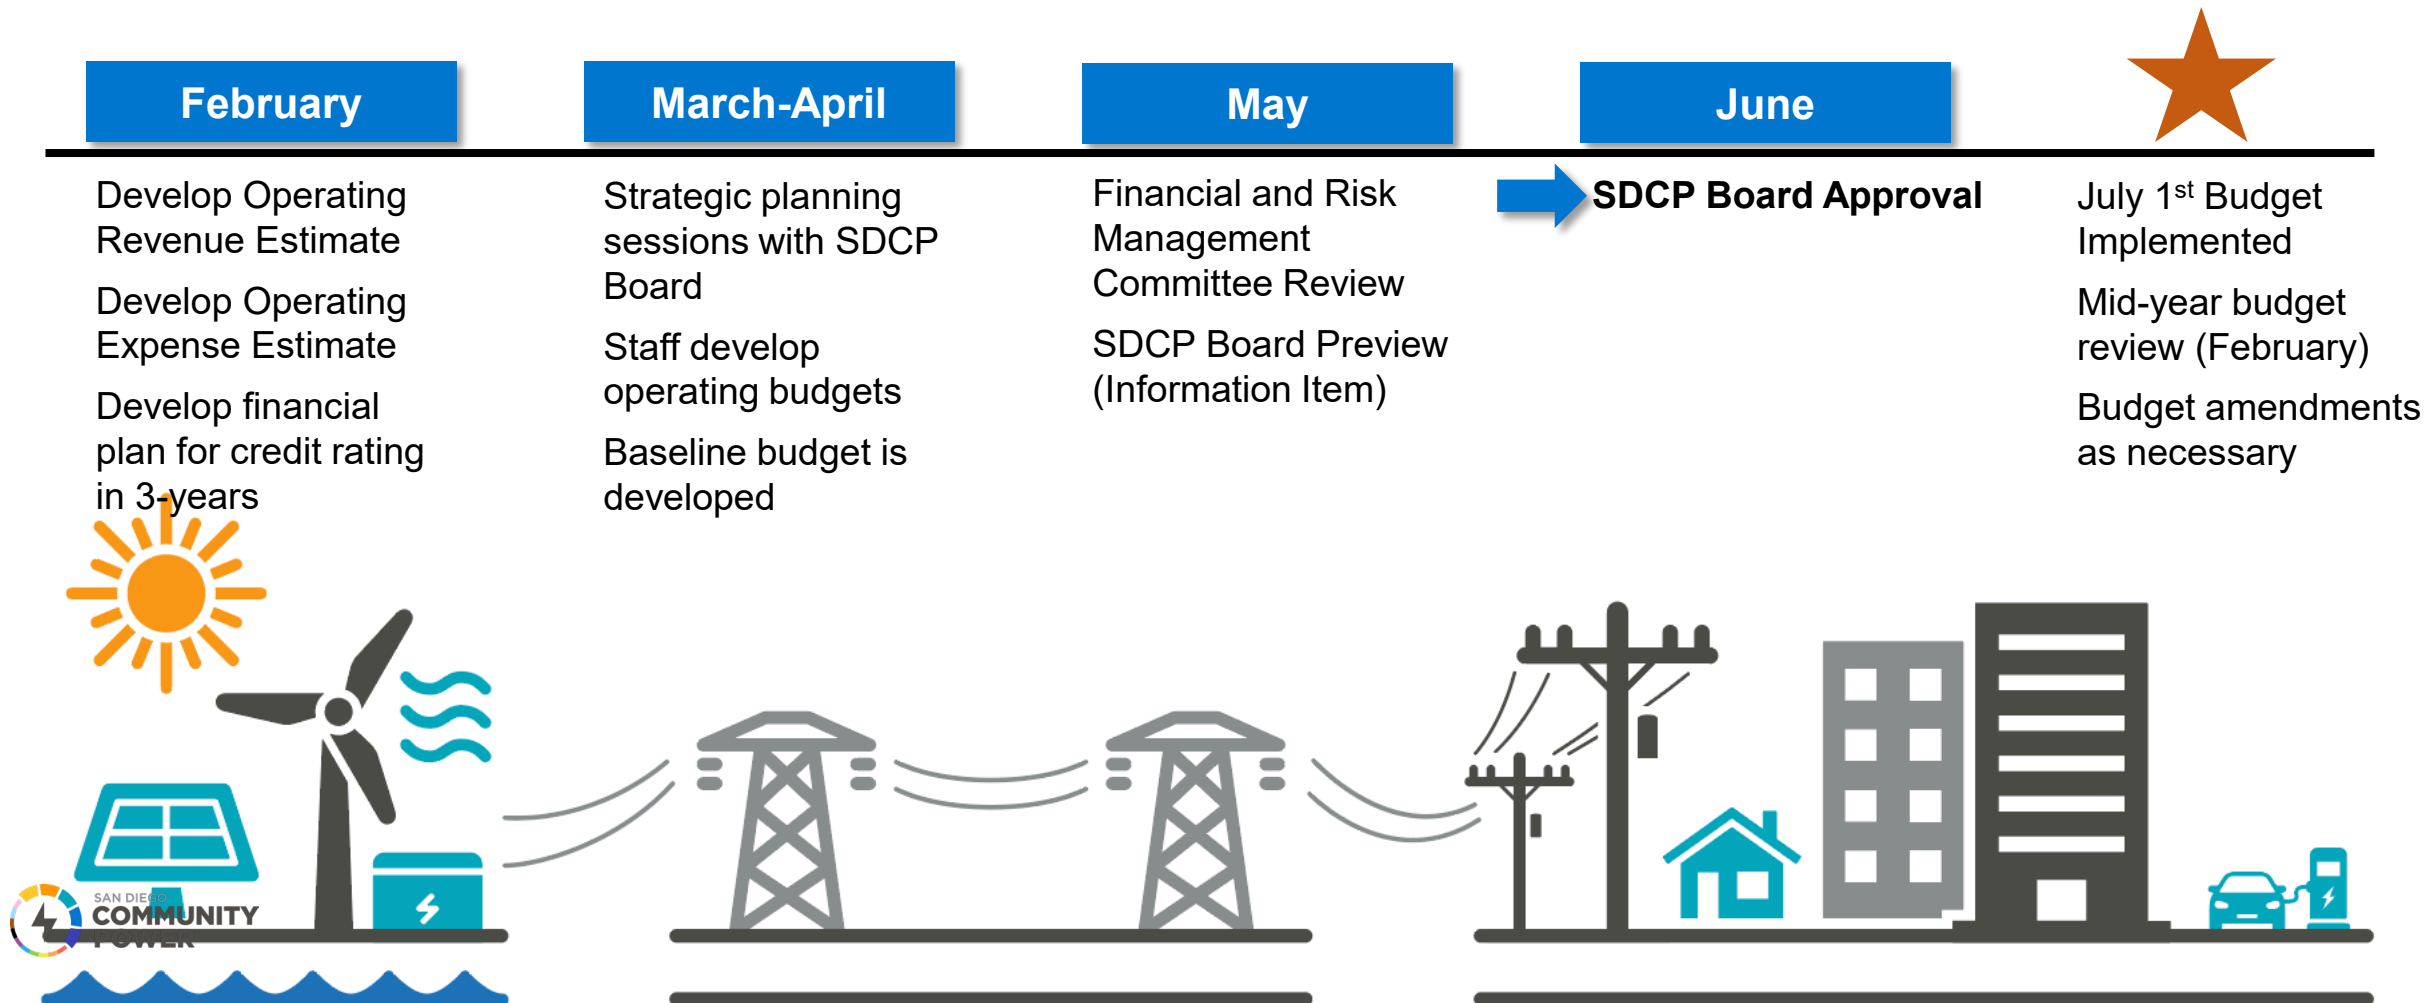 February
Develop Operating
Revenue Estimate
Develop Operating
Expense Estimate
Develop financial
plan for credit rating
in 3-years
March-April
Strategic planning
sessions with SDCP
Board
Staff develop
operating budgets
Baseline budget is
developed
May
Financial and Risk
Management
Committee Review
SDCP Board Preview
(Information Item)
June
SDCP Board Approval
July 1st Budget
Implemented
Mid-year budget
review (February)
Budget amendments
as necessary
SAN DIEGO
COMMUNITY
POWER